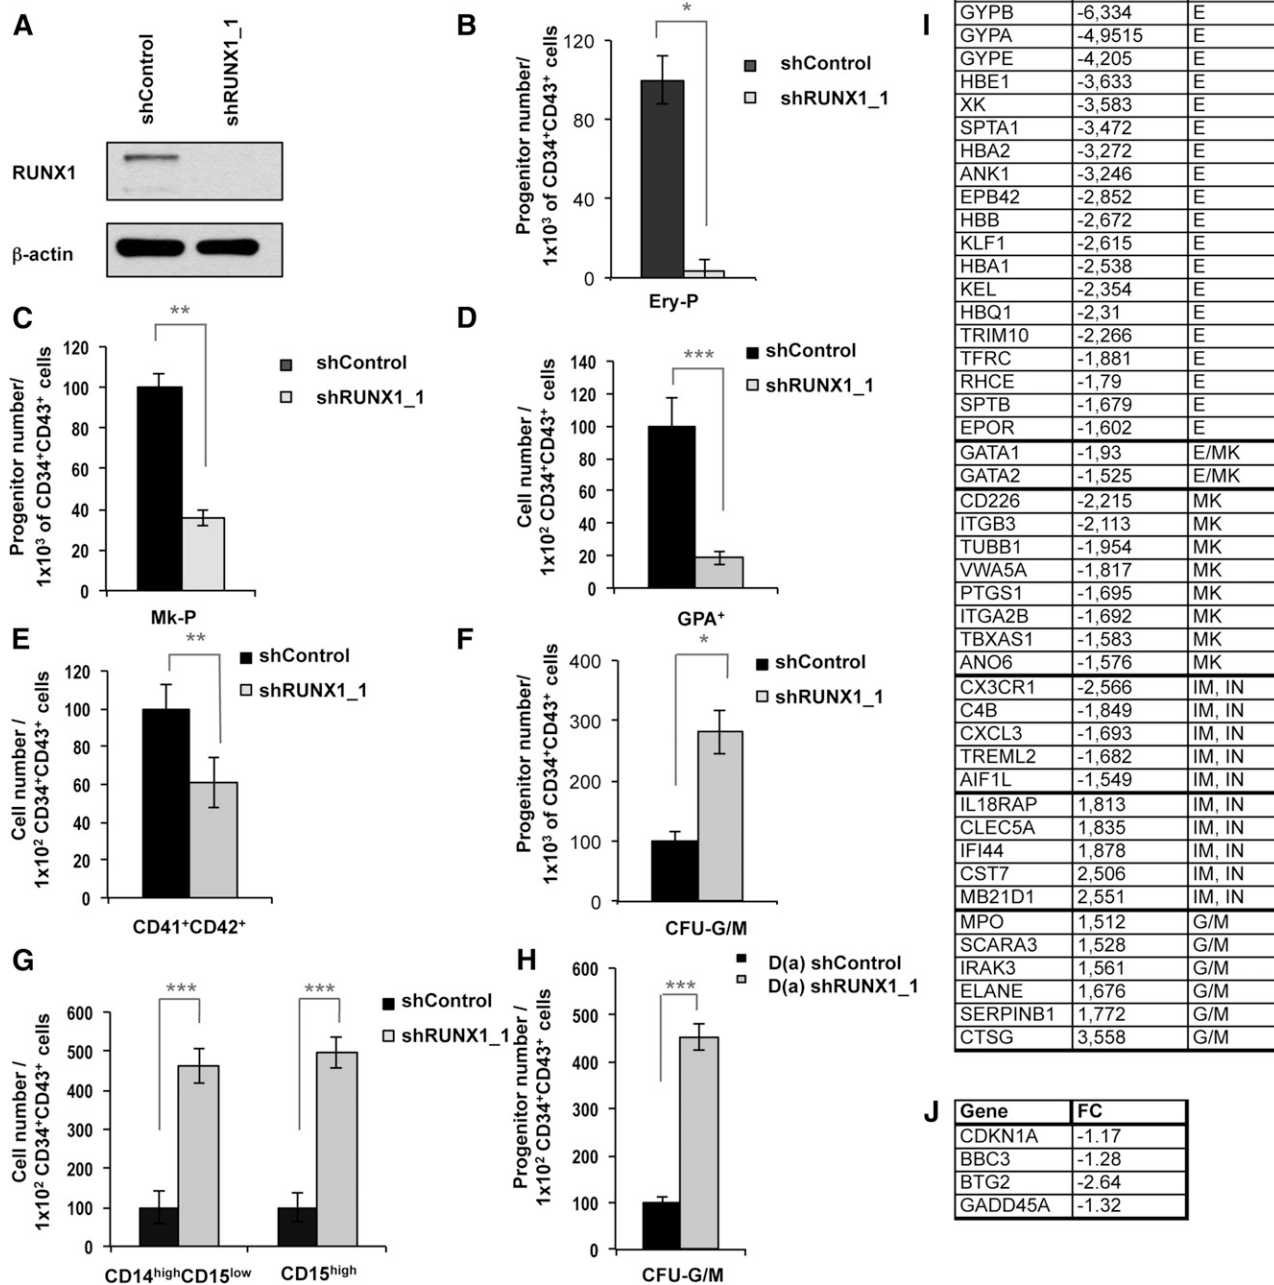 A
shControl
shRUNX1_1
RUNX1
β-actin
B
*
Progenitor number/
1x10³ of CD34⁺CD43⁺ cells
120
80
40
0
Ery-P
shControl
shRUNX1_1
C
**
Progenitor number/
1x10³ of CD34⁺CD43⁺ cells
120
100
80
60
40
20
0
Mk-P
shControl
shRUNX1_1
D
***
Cell number /
1x10² CD34⁺CD43⁺ cells
140
120
100
80
60
40
20
0
GPA⁺
shControl
shRUNX1_1
E
**
Cell number /
1x10² CD34⁺CD43⁺ cells
120
100
80
60
40
20
0
CD41⁺CD42⁺
shControl
shRUNX1_1
F
*
Progenitor number/
1x10³ of CD34⁺CD43⁺ cells
400
300
200
100
0
CFU-G/M
shControl
shRUNX1_1
G
***
***
Cell number /
1x10² CD34⁺CD43⁺ cells
600
500
400
300
200
100
0
CD14ʰⁱᵍʰCD15ˡᵒʷ
CD15ʰⁱᵍʰ
shControl
shRUNX1_1
H
***
Progenitor number/
1x10² CD34⁺CD43⁺ cells
600
500
400
300
200
100
0
CFU-G/M
D(a) shControl
D(a) shRUNX1_1
I
GYPB -6,334 E
GYPA -4,9515 E
GYPE -4,205 E
HBE1 -3,633 E
XK -3,583 E
SPTA1 -3,472 E
HBA2 -3,272 E
ANK1 -3,246 E
EPB42 -2,852 E
HBB -2,672 E
KLF1 -2,615 E
HBA1 -2,538 E
KEL -2,354 E
HBQ1 -2,31 E
TRIM10 -2,266 E
TFRC -1,881 E
RHCE -1,79 E
SPTB -1,679 E
EPOR -1,602 E
GATA1 -1,93 E/MK
GATA2 -1,525 E/MK
CD226 -2,215 MK
ITGB3 -2,113 MK
TUBB1 -1,954 MK
VWA5A -1,817 MK
PTGS1 -1,695 MK
ITGA2B -1,692 MK
TBXAS1 -1,583 MK
ANO6 -1,576 MK
CX3CR1 -2,566 IM, IN
C4B -1,849 IM, IN
CXCL3 -1,693 IM, IN
TREML2 -1,682 IM, IN
AIF1L -1,549 IM, IN
IL18RAP 1,813 IM, IN
CLEC5A 1,835 IM, IN
IFI44 1,878 IM, IN
CST7 2,506 IM, IN
MB21D1 2,551 IM, IN
MPO 1,512 G/M
SCARA3 1,528 G/M
IRAK3 1,561 G/M
ELANE 1,676 G/M
SERPINB1 1,772 G/M
CTSG 3,558 G/M
J
Gene FC
CDKN1A -1.17
BBC3 -1.28
BTG2 -2.64
GADD45A -1.32